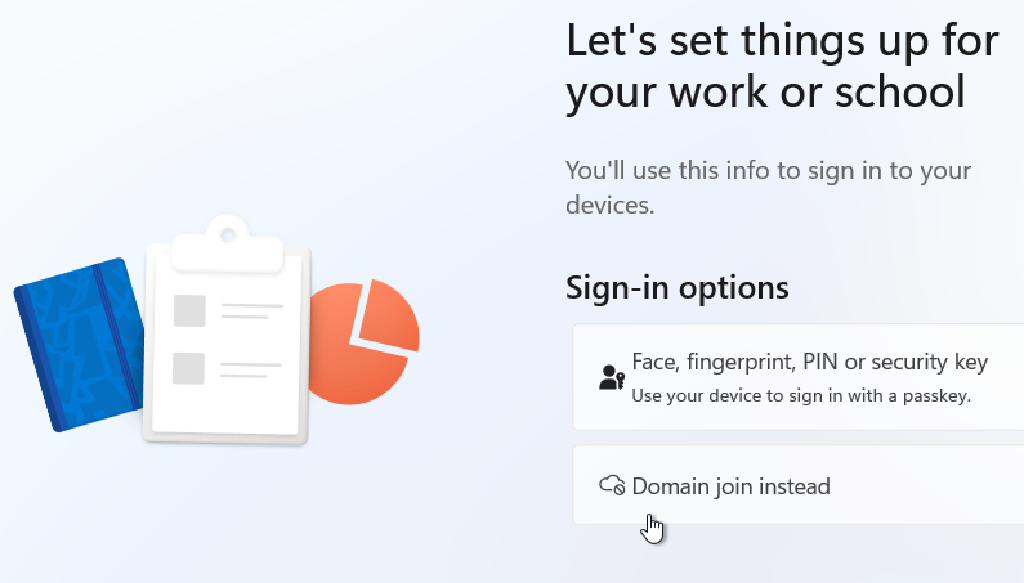 Let's set things up for
your work or school
You'll use this info to sign in to your
devices.
Sign-in options
Face, fingerprint, PIN or security key
Use your device to sign in with a passkey.
Domain join instead